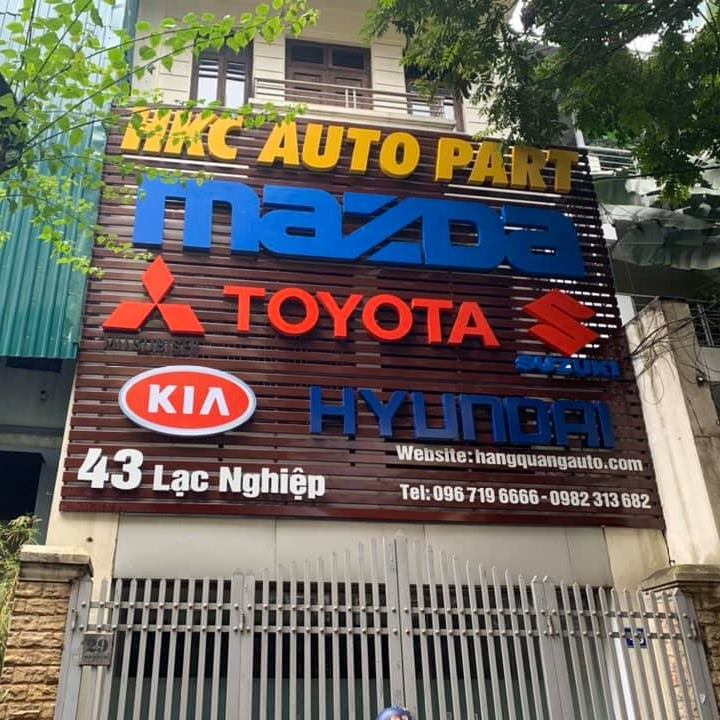 HKC AUTO PART
mazda
MITSUBISHI
TOYOTA
SUZUKI
KIA
HYUNDAI
Website: hangquangauto.com
43 Lạc Nghiệp
Tel: 096 719 6666 - 0982 313 682
29